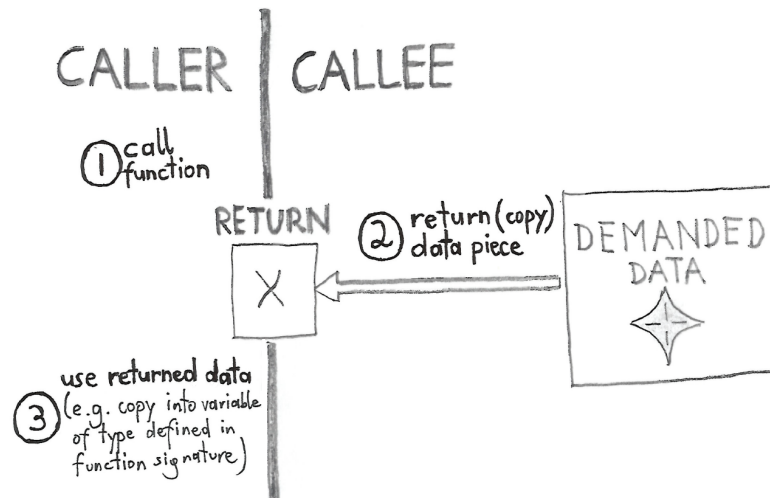 CALLER
CALLEE
1 call
function
RETURN
X
2 return (copy)
data piece
DEMANDED
DATA
use returned data
3 (e.g. copy into variable
of type defined in
function signature)